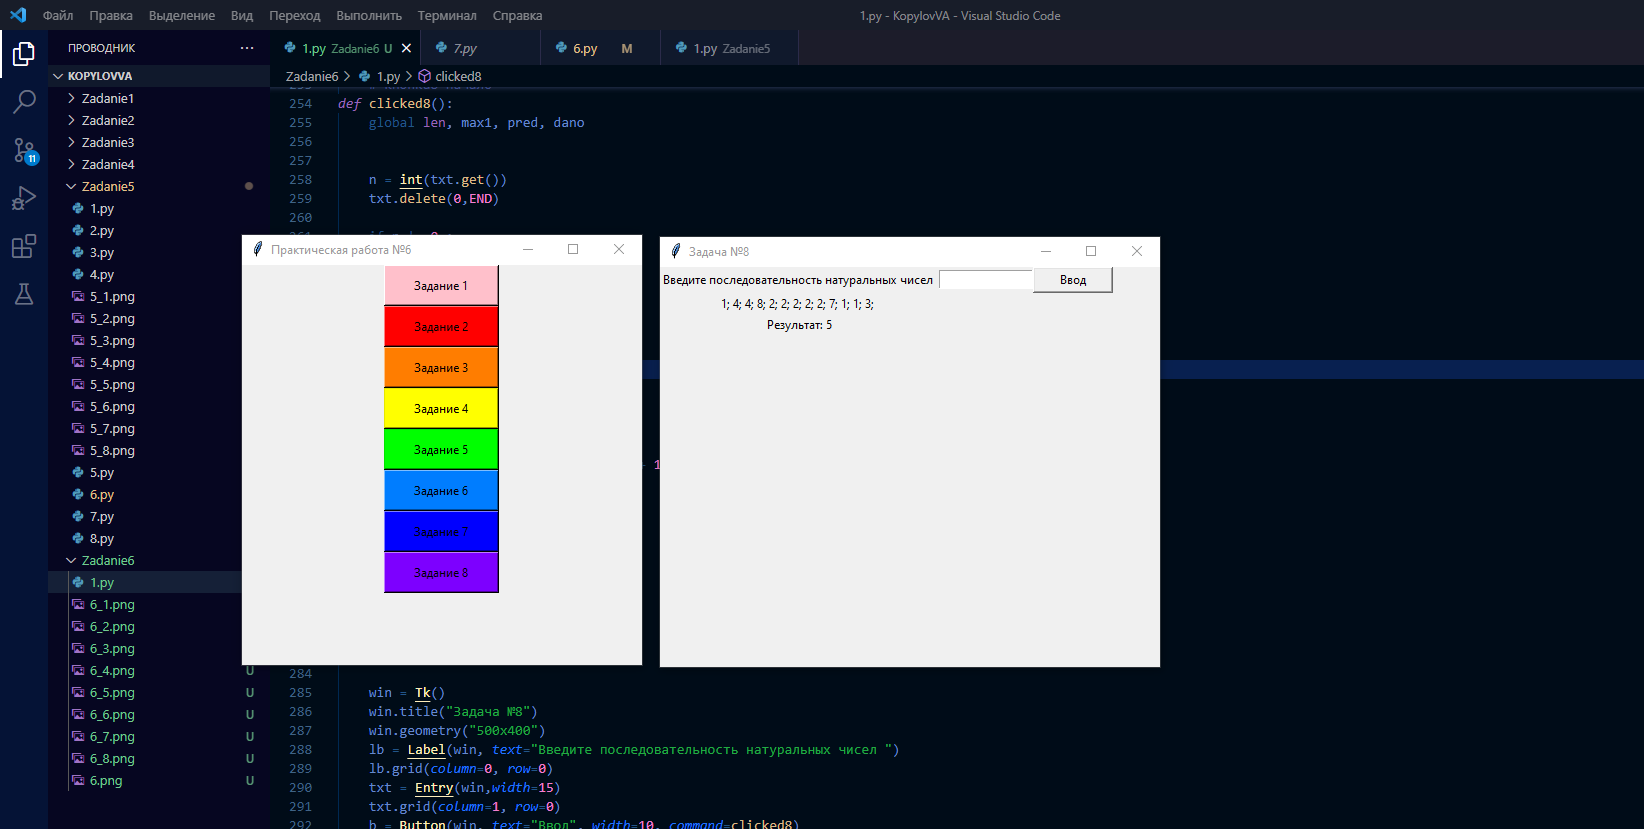 Файл Правка Выделение Вид Переход Выполнить Терминал Справка 1.py - KopylovVA - Visual Studio Code
ПРОВОДНИК ···
KOPYLOVVA
Zadanie1
Zadanie2
Zadanie3
Zadanie4
Zadanie5
1.py
2.py
3.py
4.py
5_1.png
5_2.png
5_3.png
5_4.png
5_5.png
5_6.png
5_7.png
5_8.png
5.py
6.py
7.py
8.py
Zadanie6
1.py
6_1.png
6_2.png
6_3.png
6_4.png U
6_5.png U
6_6.png U
6_7.png U
6_8.png U
6.png U
11
1.py Zadanie6 U
7.py
6.py M
1.py Zadanie5
Zadanie6 > 1.py > clicked8
254 def clicked8():
255 global len, max1, pred, dano
256
257
258 n = int(txt.get())
259 txt.delete(0,END)
260
Практическая работа №6
Задание 1
Задание 2
Задание 3
Задание 4
Задание 5
Задание 6
Задание 7
Задание 8
Задача №8
Введите последовательность натуральных чисел Ввод
1; 4; 4; 8; 2; 2; 2; 2; 2; 7; 1; 1; 3;
Результат: 5
1
284
285 win = Tk()
286 win.title("Задача №8")
287 win.geometry("500x400")
288 lb = Label(win, text="Введите последовательность натуральных чисел ")
289 lb.grid(column=0, row=0)
290 txt = Entry(win,width=15)
291 txt.grid(column=1, row=0)
292 b = Button(win, text="Ввод", width=10, command=clicked8)